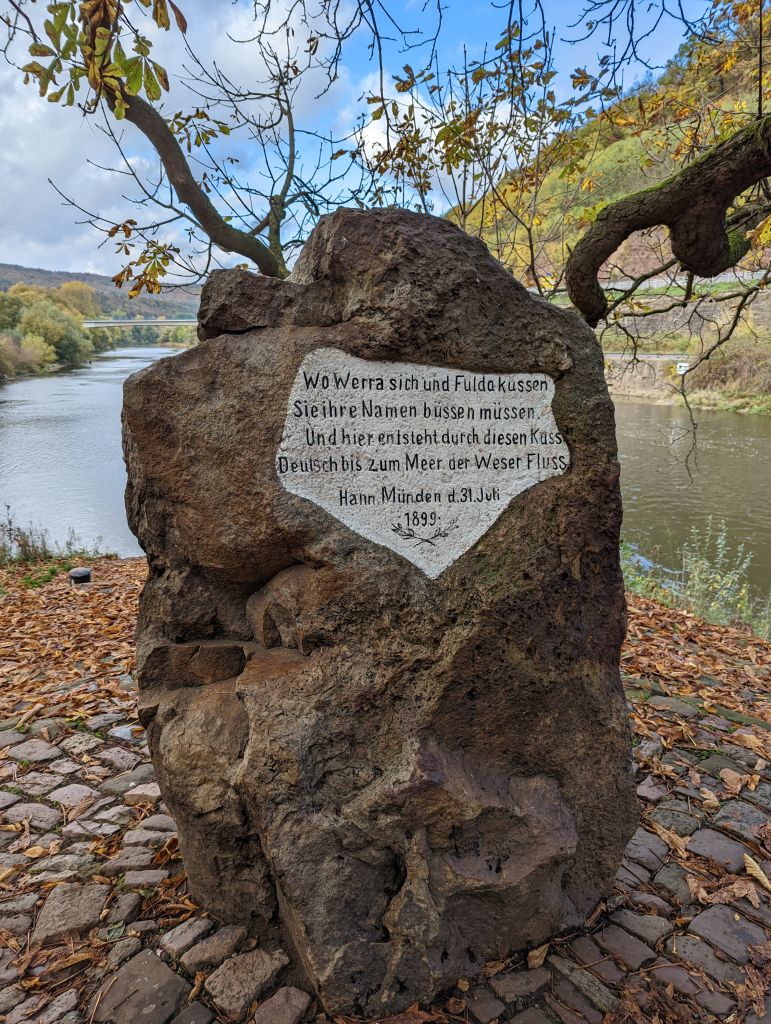 Wo Werra sich und Fulda küssen
Sie ihre Namen büssen müssen.
Und hier entsteht durch diesen Kuss
Deutsch bis zum Meer der Weser Fluss.
Hann. Münden d. 31. Juli
1899.